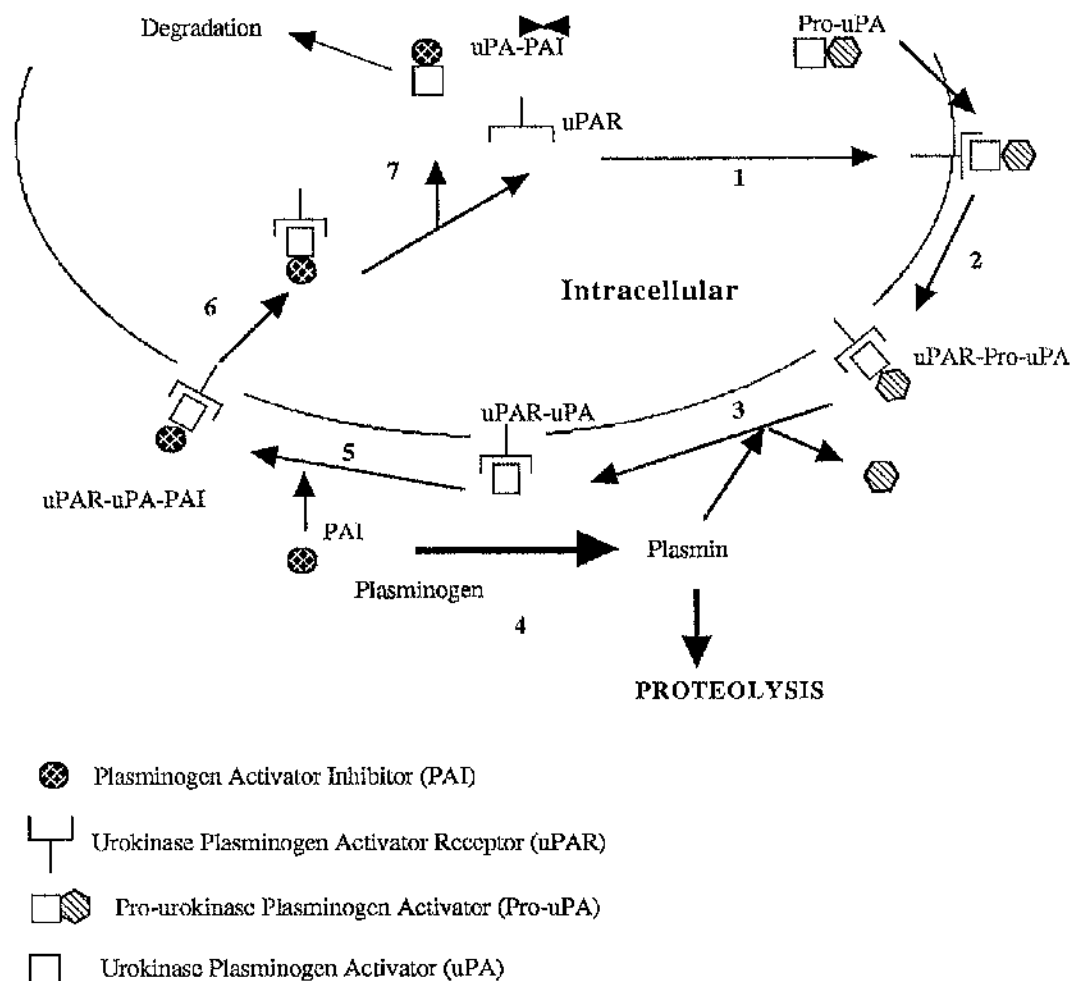 Degradation
uPA-PAI
Pro-uPA
uPAR
7
1
2
Intracellular
6
uPAR-Pro-uPA
uPAR-uPA
3
5
uPAR-uPA-PAI
PAI
Plasmin
Plasminogen
4
PROTEOLYSIS
Plasminogen Activator Inhibitor (PAI)
Urokinase Plasminogen Activator Receptor (uPAR)
Pro-urokinase Plasminogen Activator (Pro-uPA)
Urokinase Plasminogen Activator (uPA)